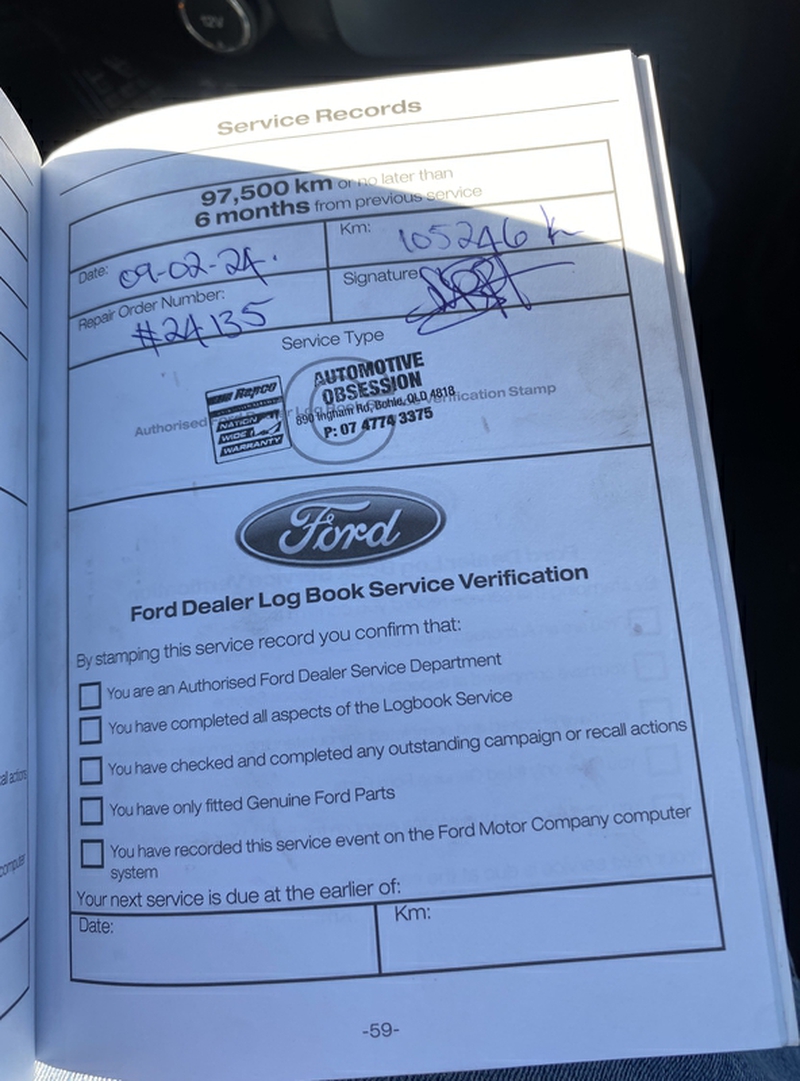 12V
Service Records
97,500 km or no later than
6 months from previous service
Date: 09-02-24.
Km: 105246 k
Repair Order Number:
#24135
Signature
Service Type
Repco
AUTOMOTIVE
OBSESSION
Authorised
Verification Stamp
890 Ingham Rd, Bohle, QLD 4818
P: 07 4774 3375
NATION
WIDE
WARRANTY
Ford
Ford Dealer Log Book Service Verification
By stamping this service record you confirm that:
You are an Authorised Ford Dealer Service Department
You have completed all aspects of the Logbook Service
You have checked and completed any outstanding campaign or recall actions
You have only fitted Genuine Ford Parts
You have recorded this service event on the Ford Motor Company computer
system
Your next service is due at the earlier of:
Date:
Km:
-59-